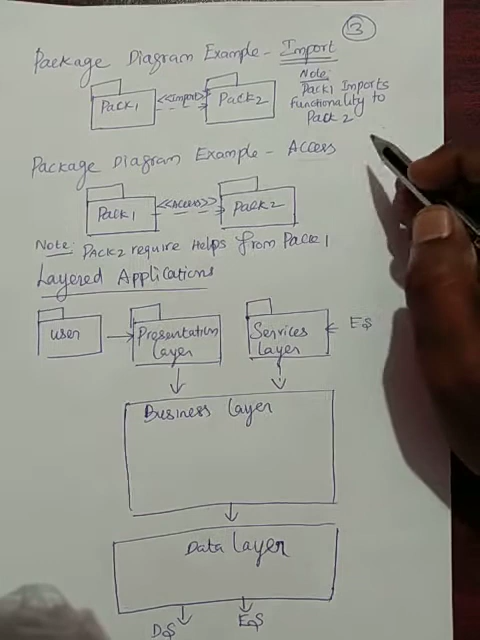 3
Package Diagram Example - Import
Note:
Pack1 Imports
functionality to
Pack 2
Pack1
<<Import>>
Pack2
Package Diagram Example - Access
Pack1
<<Access>>
Pack2
Note: Pack2 require Helps from Pack1
Layered Applications
User
Presentation
Layer
Services
Layer
ES
Business Layer
Data Layer
DS
ES